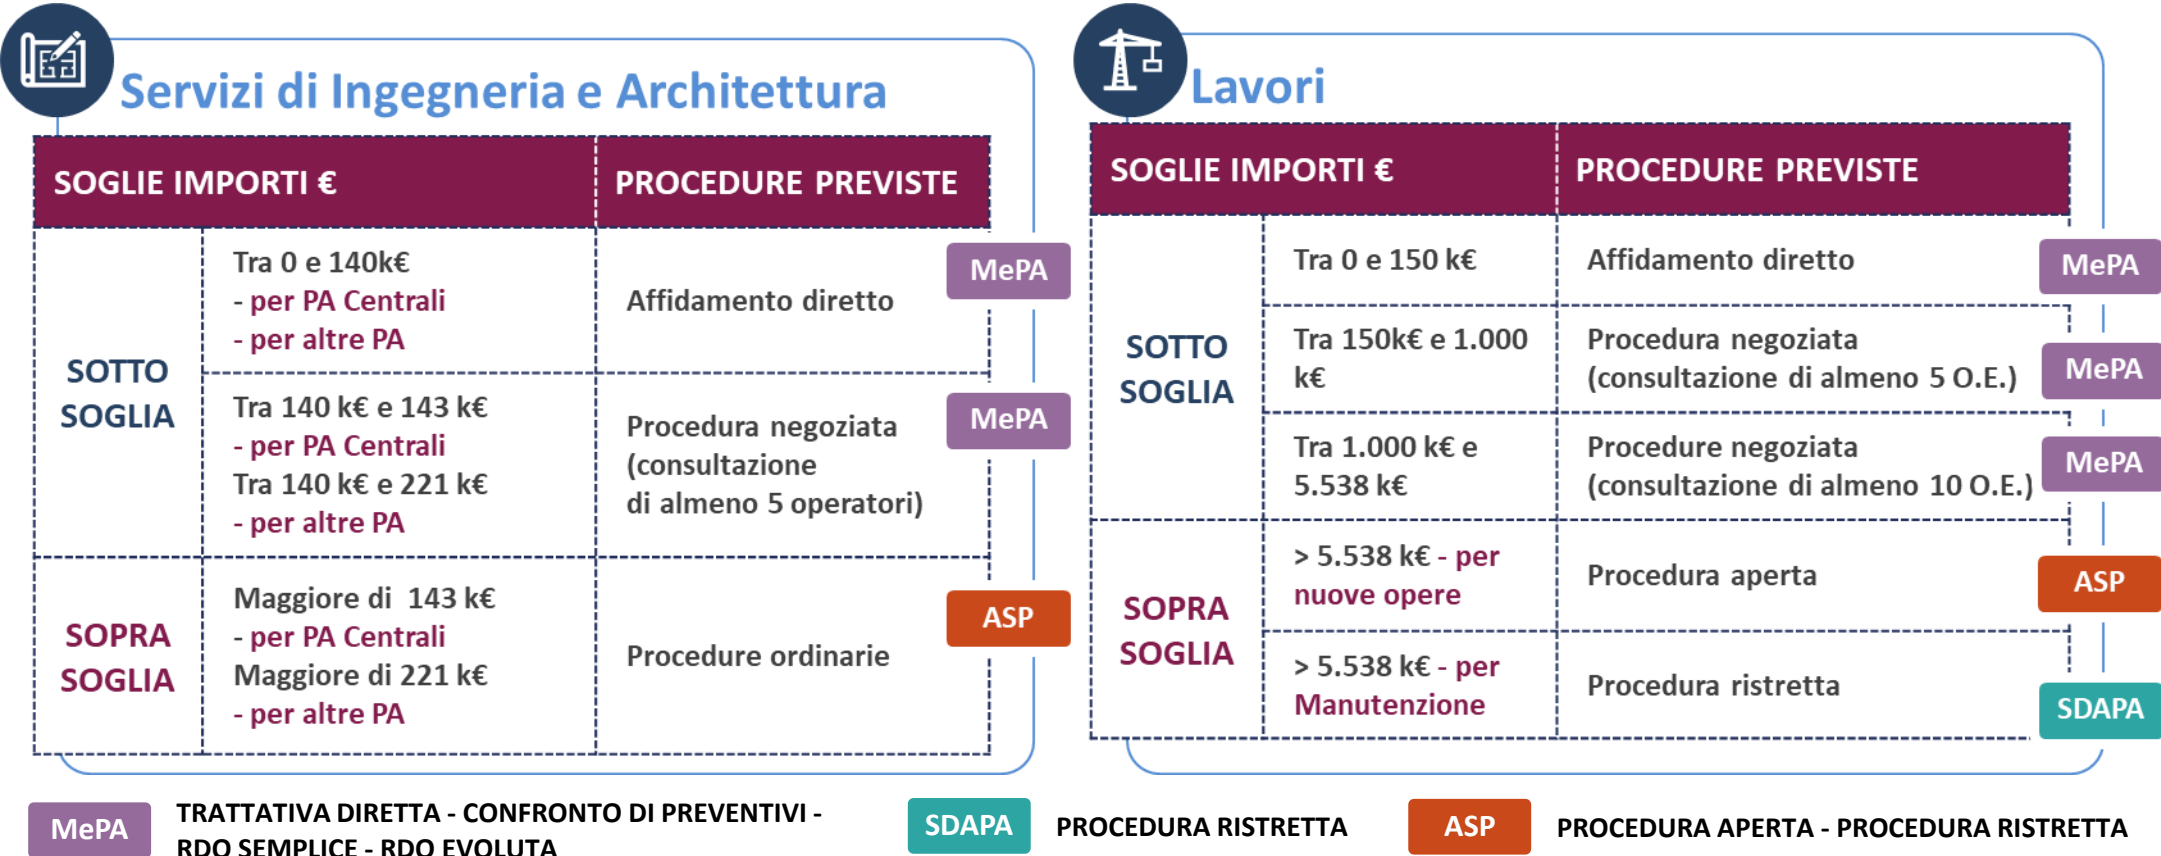 Servizi di Ingegneria e Architettura
SOGLIE IMPORTI €
PROCEDURE PREVISTE
SOTTO
SOGLIA
Tra 0 e 140k€
- per PA Centrali
- per altre PA
Affidamento diretto
MePA
Tra 140 k€ e 143 k€
- per PA Centrali
Tra 140 k€ e 221 k€
- per altre PA
Procedura negoziata
(consultazione
di almeno 5 operatori)
MePA
SOPRA
SOGLIA
Maggiore di 143 k€
- per PA Centrali
Maggiore di 221 k€
- per altre PA
Procedure ordinarie
ASP
Lavori
SOGLIE IMPORTI €
PROCEDURE PREVISTE
SOTTO
SOGLIA
Tra 0 e 150 k€
Affidamento diretto
MePA
Tra 150k€ e 1.000
k€
Procedura negoziata
(consultazione di almeno 5 O.E.)
MePA
Tra 1.000 k€ e
5.538 k€
Procedure negoziata
(consultazione di almeno 10 O.E.)
MePA
SOPRA
SOGLIA
> 5.538 k€ - per
nuove opere
Procedura aperta
ASP
> 5.538 k€ - per
Manutenzione
Procedura ristretta
SDAPA
MePA
TRATTATIVA DIRETTA - CONFRONTO DI PREVENTIVI -
RDO SEMPLICE - RDO EVOLUTA
SDAPA
PROCEDURA RISTRETTA
ASP
PROCEDURA APERTA - PROCEDURA RISTRETTA